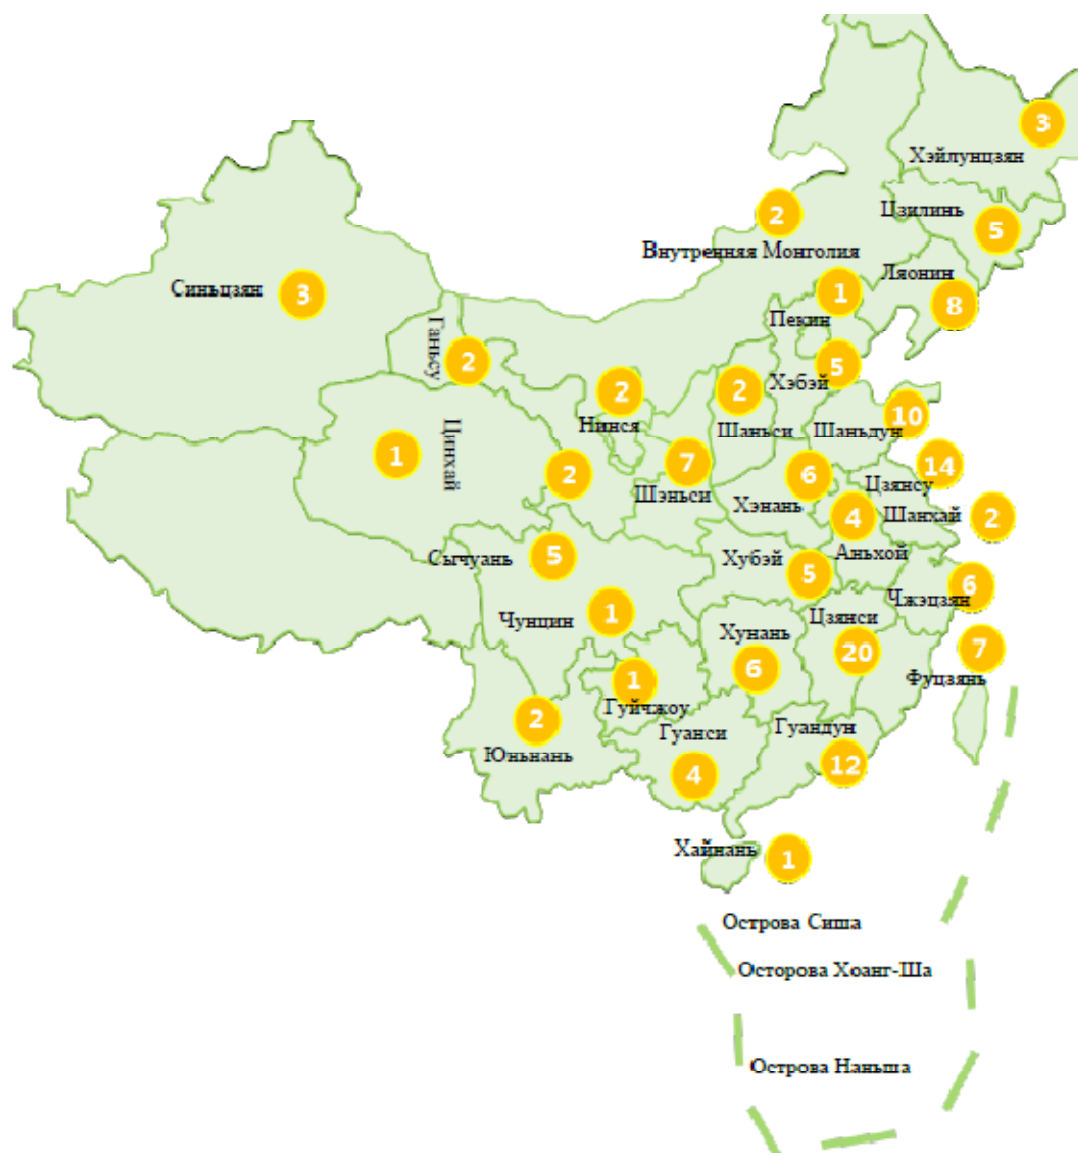 3
Хэйлунцзян
Цзилинь
2
5
Внутренняя Монголия
Ляонин
Синьцзян
3
1
8
Пекин
Ганьсу
2
5
Хэбэй
2
2
10
Нинся
Шаньси
Шаньдун
1
Цинхай
2
7
6
14
Шэньси
Цзянсу
Хэнань
4
Шанхай
2
Сычуань
5
Хубэй
Аньхой
5
6
Чжэцзян
Чунцин
1
Цзянси
Хунань
20
7
6
1
Фуцзянь
Гуйчжоу
2
Гуанси
Гуандун
Юньнань
4
12
Хайнань
1
Острова Сиша
Осторова Хоанг-Ша
Острова Наньша